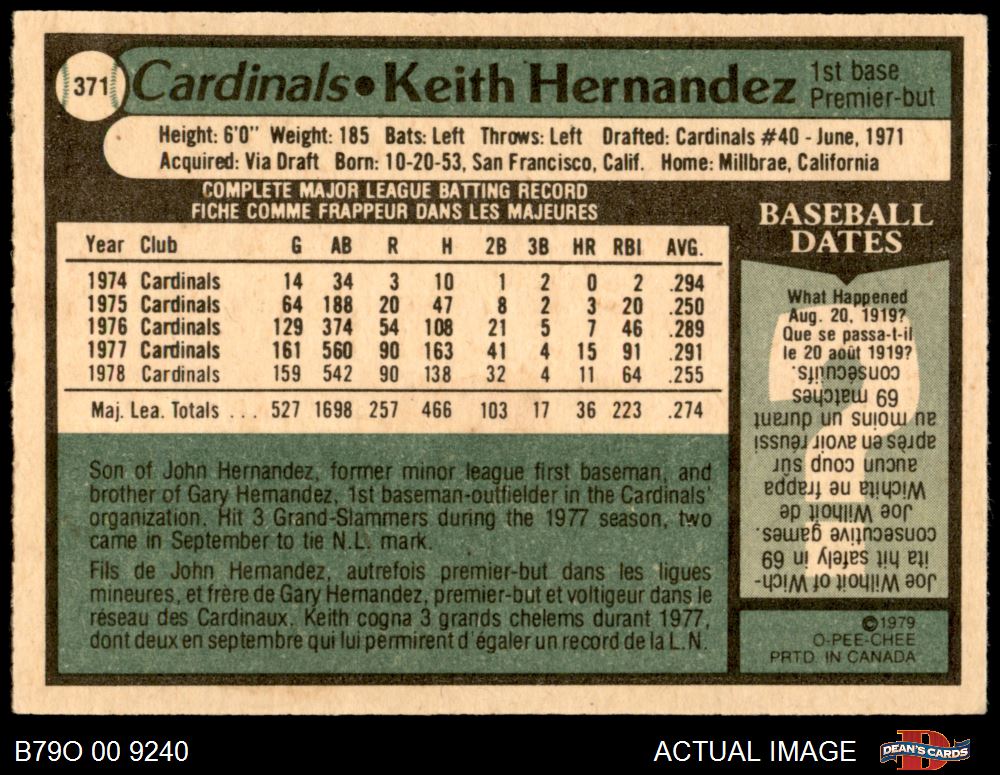 371
Cardinals • Keith Hernandez
1st base
Premier-but
Height: 6'0" Weight: 185 Bats: Left Throws: Left Drafted: Cardinals #40 - June, 1971
Acquired: Via Draft Born: 10-20-53, San Francisco, Calif. Home: Millbrae, California
COMPLETE MAJOR LEAGUE BATTING RECORD
FICHE COMME FRAPPEUR DANS LES MAJEURES
Year Club G AB R H 2B 3B HR RBI AVG.
1974 Cardinals 14 34 3 10 1 2 0 2 .294
1975 Cardinals 64 188 20 47 8 2 3 20 .250
1976 Cardinals 129 374 54 108 21 5 7 46 .289
1977 Cardinals 161 560 90 163 41 4 15 91 .291
1978 Cardinals 159 542 90 138 32 4 11 64 .255
Maj. Lea. Totals . . . 527 1698 257 466 103 17 36 223 .274
Son of John Hernandez, former minor league first baseman, and
brother of Gary Hernandez, 1st baseman-outfielder in the Cardinals'
organization. Hit 3 Grand-Slammers during the 1977 season, two
came in September to tie N.L. mark.
Fils de John Hernandez, autrefois premier-but dans les ligues
mineures, et frère de Gary Hernandez, premier-but et voltigeur dans le
réseau des Cardinaux. Keith cogna 3 grands chelems durant 1977,
dont deux en septembre qui lui permirent d'égaler un record de la L.N.
BASEBALL
DATES
What Happened
Aug. 20, 1919?
Que se passa-t-il
le 20 août 1919?
Joe Wilhoit of Wich-
ita hit safely in 69
consecutive games.
Joe Wilhoit de
Wichita ne frappa
aucun coup sûr
après en avoir réussi
au moins un durant
69 matches
consécutifs.
©1979
O-PEE-CHEE
PRTD. IN CANADA
B79O 00 9240
ACTUAL IMAGE
DEAN'S CARDS